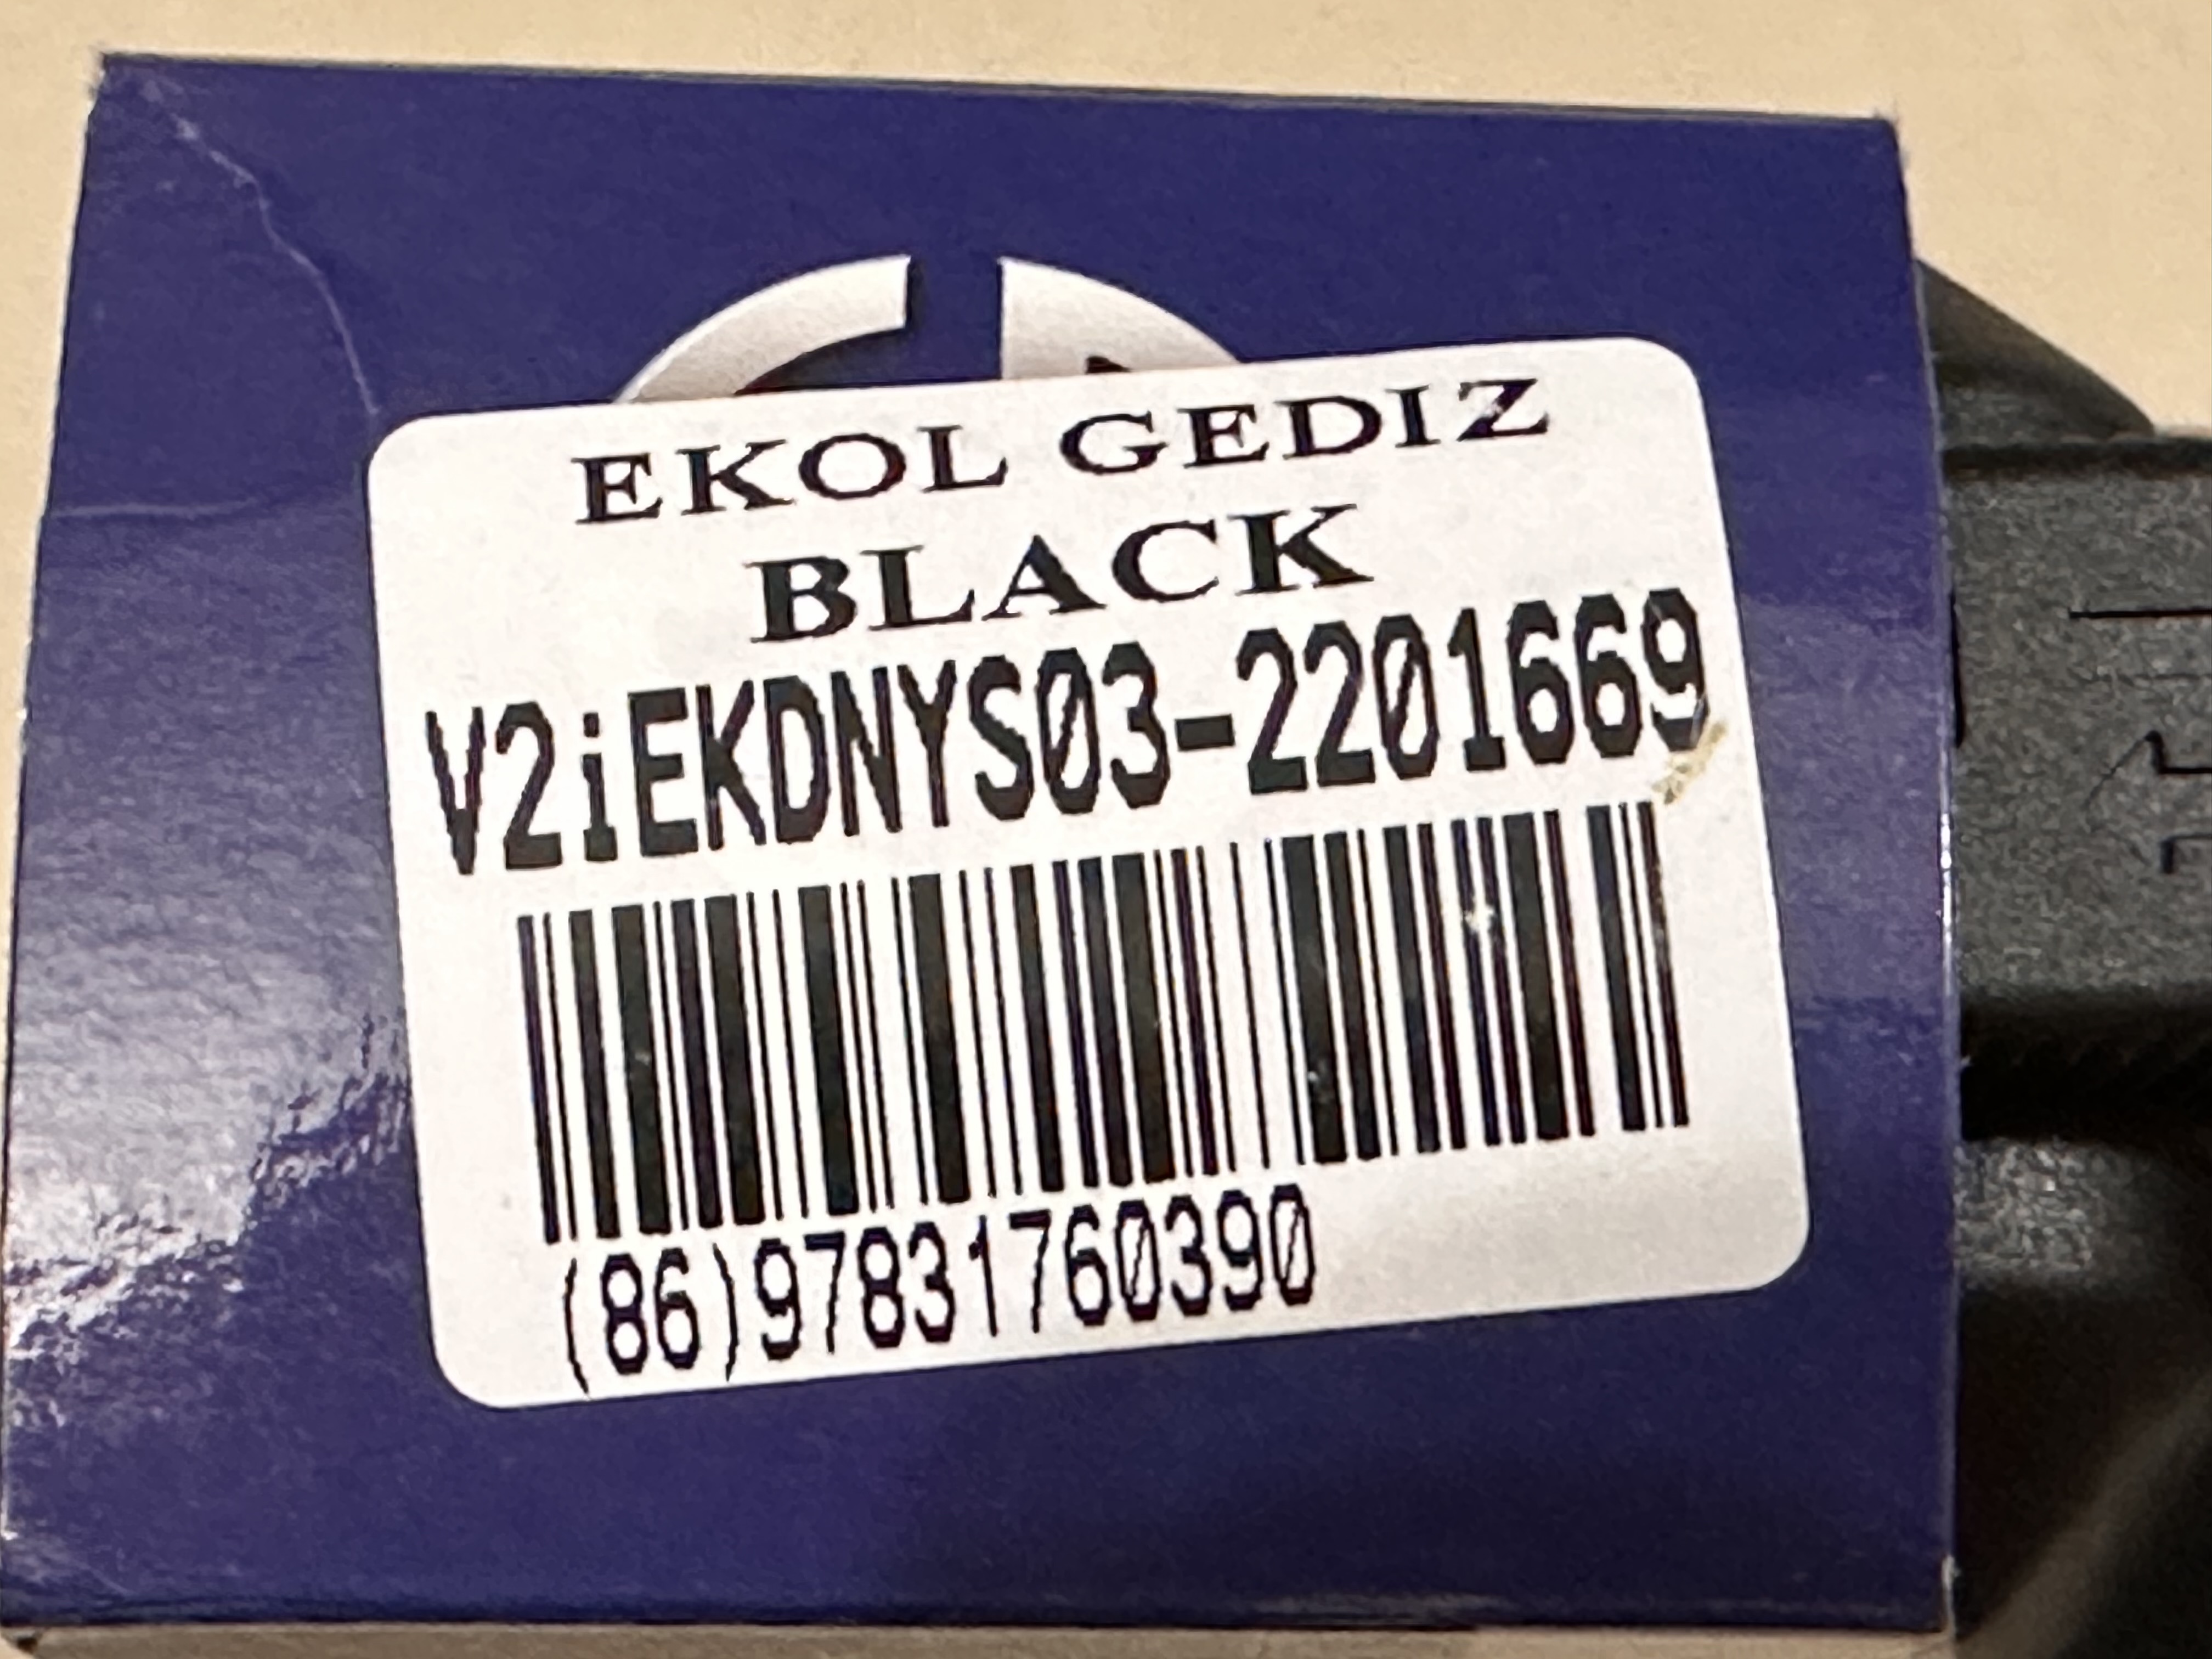 EKOL GEDIZ
BLACK
V2iEKDNYS03-2201669
(86)97831760390